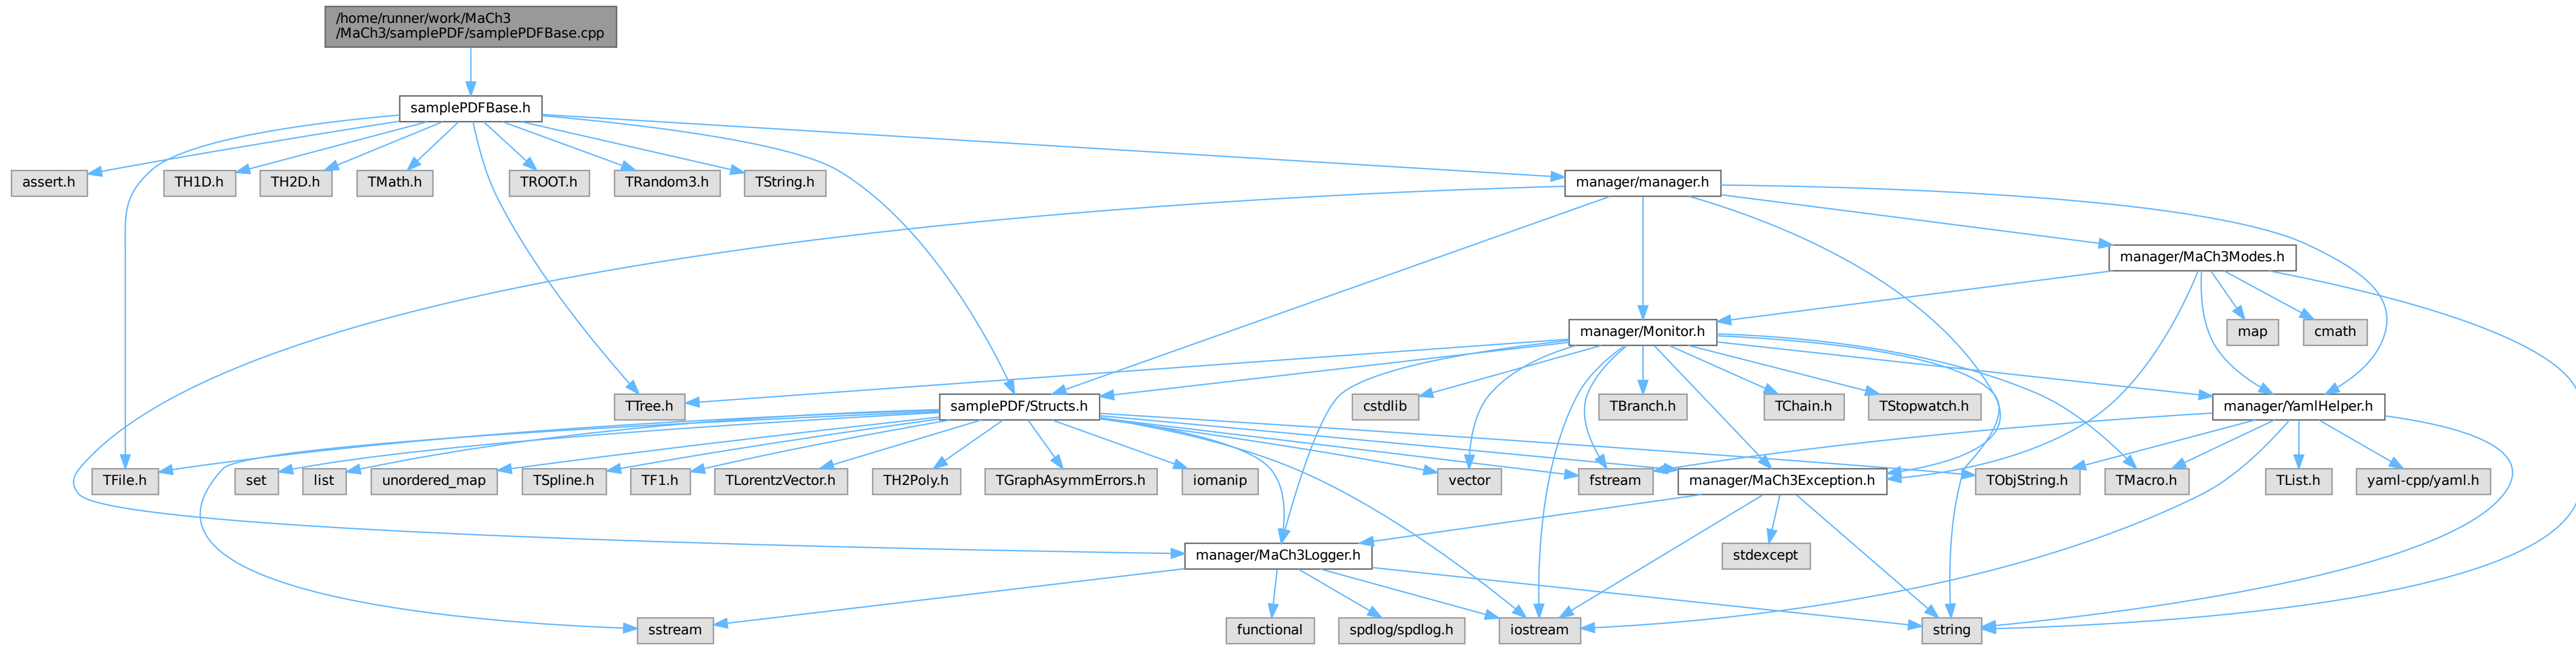 /home/runner/work/MaCh3
/MaCh3/samplePDF/samplePDFBase.cpp
samplePDFBase.h
assert.h
TH1D.h
TH2D.h
TMath.h
TROOT.h
TRandom3.h
TString.h
manager/manager.h
manager/MaCh3Modes.h
manager/Monitor.h
map
cmath
TTree.h
samplePDF/Structs.h
cstdlib
TBranch.h
TChain.h
TStopwatch.h
manager/YamlHelper.h
TFile.h
set
list
unordered_map
TSpline.h
TF1.h
TLorentzVector.h
TH2Poly.h
TGraphAsymmErrors.h
iomanip
vector
fstream
manager/MaCh3Exception.h
TObjString.h
TMacro.h
TList.h
yaml-cpp/yaml.h
manager/MaCh3Logger.h
stdexcept
sstream
functional
spdlog/spdlog.h
iostream
string